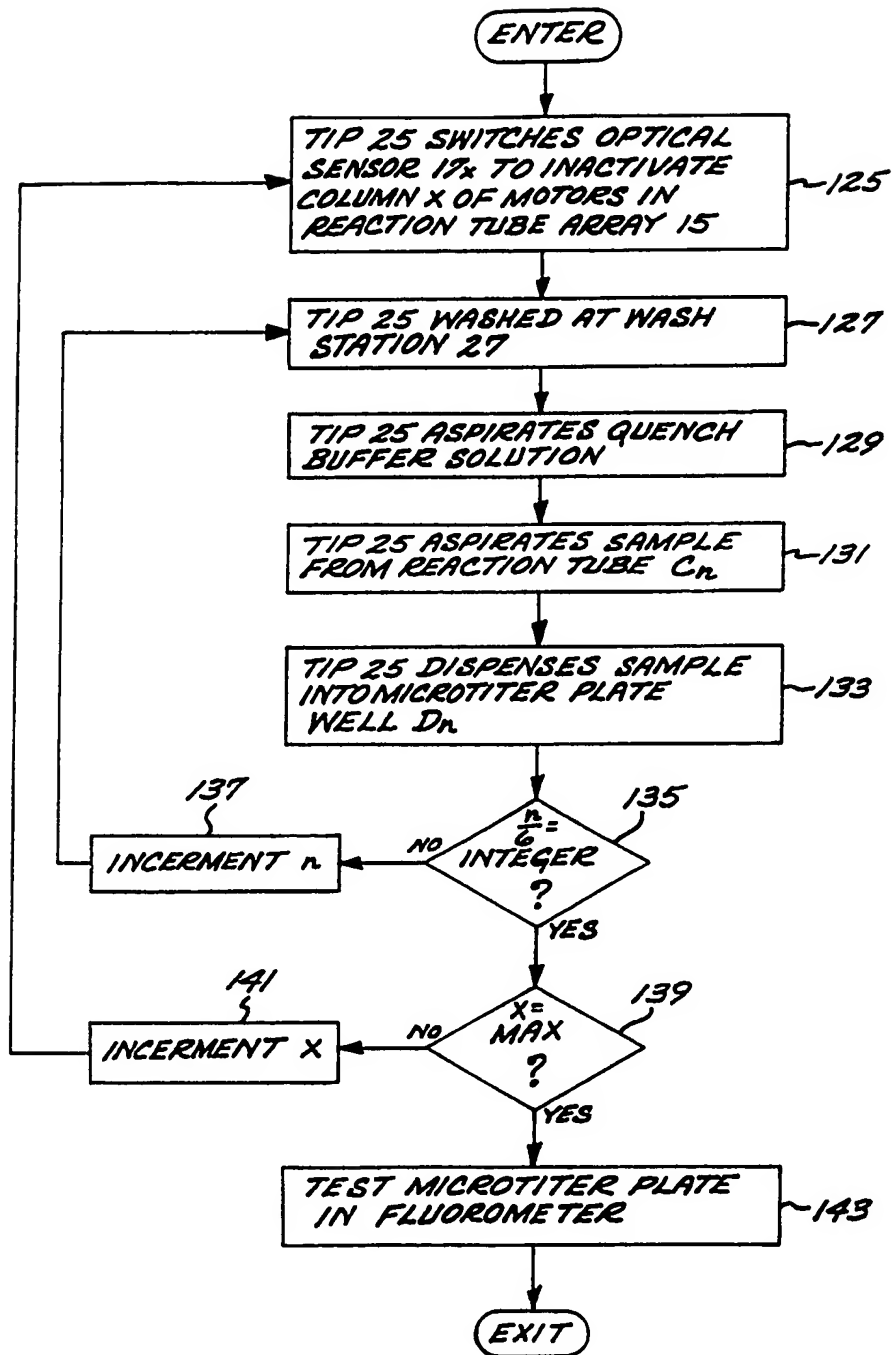 ENTER
TIP 25 SWITCHES OPTICAL
SENSOR 17x TO INACTIVATE
COLUMN X OF MOTORS IN
REACTION TUBE ARRAY 15
125
TIP 25 WASHED AT WASH
STATION 27
127
TIP 25 ASPIRATES QUENCH
BUFFER SOLUTION
129
TIP 25 ASPIRATES SAMPLE
FROM REACTION TUBE Cn
131
TIP 25 DISPENSES SAMPLE
INTO MICROTITER PLATE
WELL Dn
133
n/6 =
INTEGER
?
135
NO
YES
137
INCERMENT n
X=
MAX
?
139
NO
YES
141
INCERMENT X
TEST MICROTITER PLATE
IN FLUOROMETER
143
EXIT